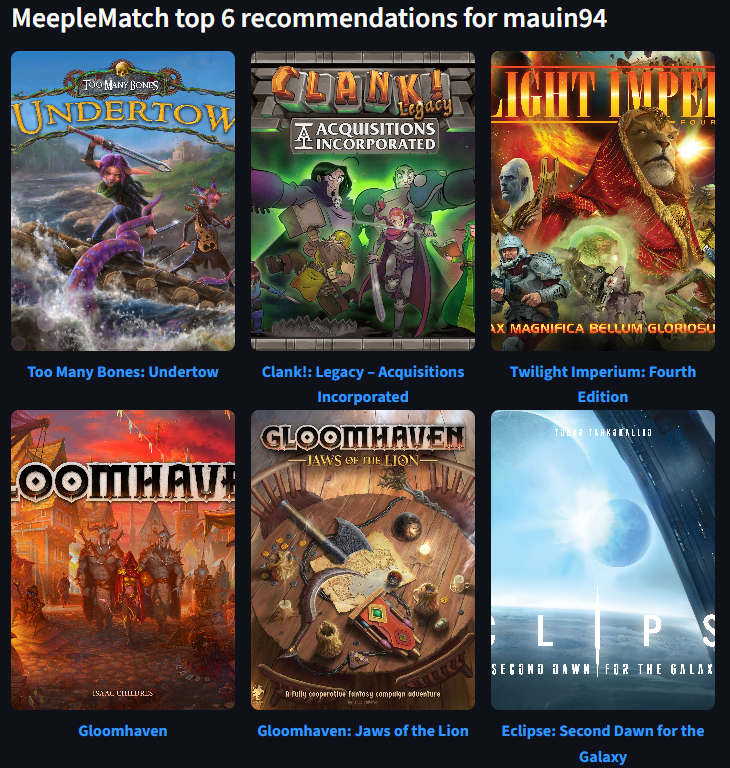 MeepleMatch top 6 recommendations for mauin94
TOO MANY BONES
UNDERTOW
CLANK!
Legacy
ACQUISITIONS
INCORPORATED
LIGHT IMPE
FOUR
AX MAGNIFICA BELLUM GLORIOSU
Too Many Bones: Undertow
Clank!: Legacy – Acquisitions
Incorporated
Twilight Imperium: Fourth
Edition
LOOMHAVE
ISAAC CHILDRES
GLOOMHAVEN
JAWS OF THE LION
A fully cooperative fantasy campaign adventure
C L I P S
SECOND DAWN FOR THE GALAX
Gloomhaven
Gloomhaven: Jaws of the Lion
Eclipse: Second Dawn for the
Galaxy